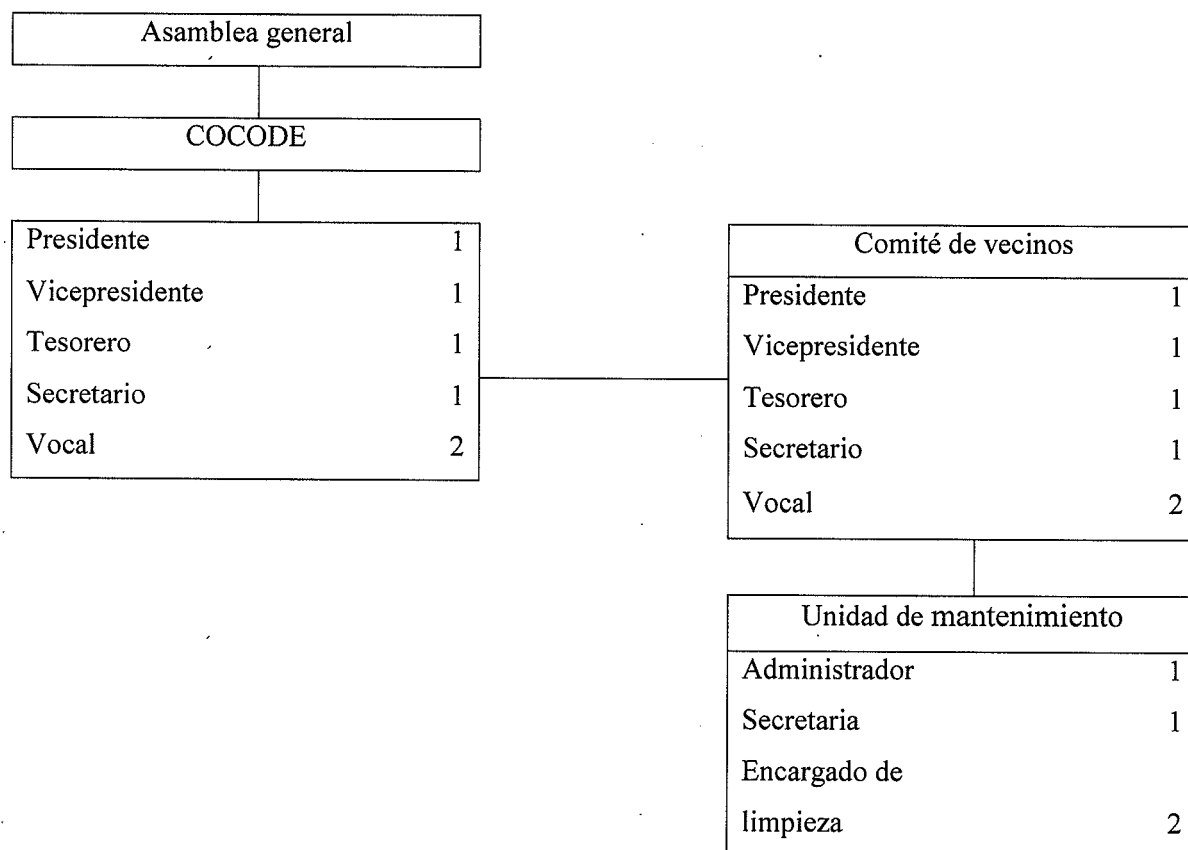 Asamblea general
COCODE
Presidente 1
Vicepresidente 1
Tesorero 1
Secretario 1
Vocal 2
Comité de vecinos
Presidente 1
Vicepresidente 1
Tesorero 1
Secretario 1
Vocal 2
Unidad de mantenimiento
Administrador 1
Secretaria 1
Encargado de
limpieza 2